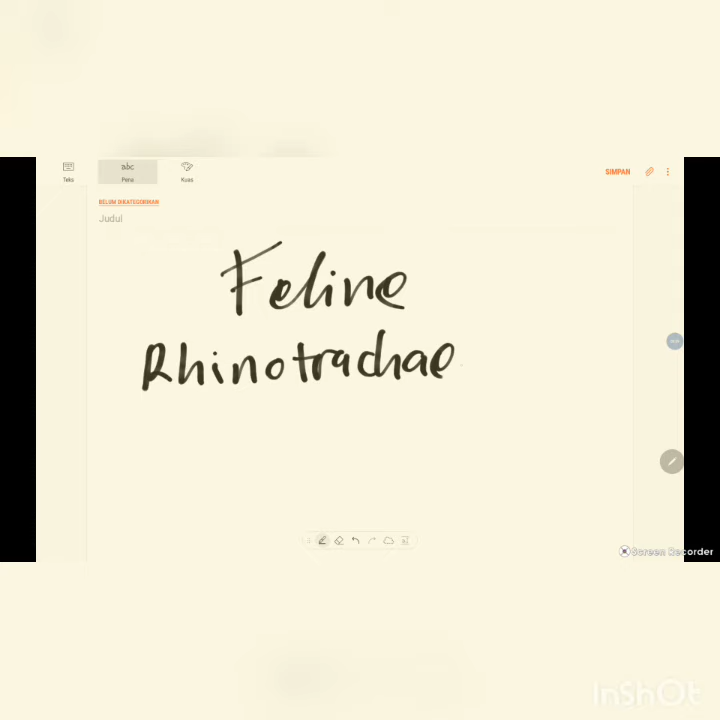 Teks
abc
Pena
Kuas
SIMPAN
BELUM DIKATEGORIKAN
Judul
Feline
Rhinotrachae
Screen Recorder
InShOt